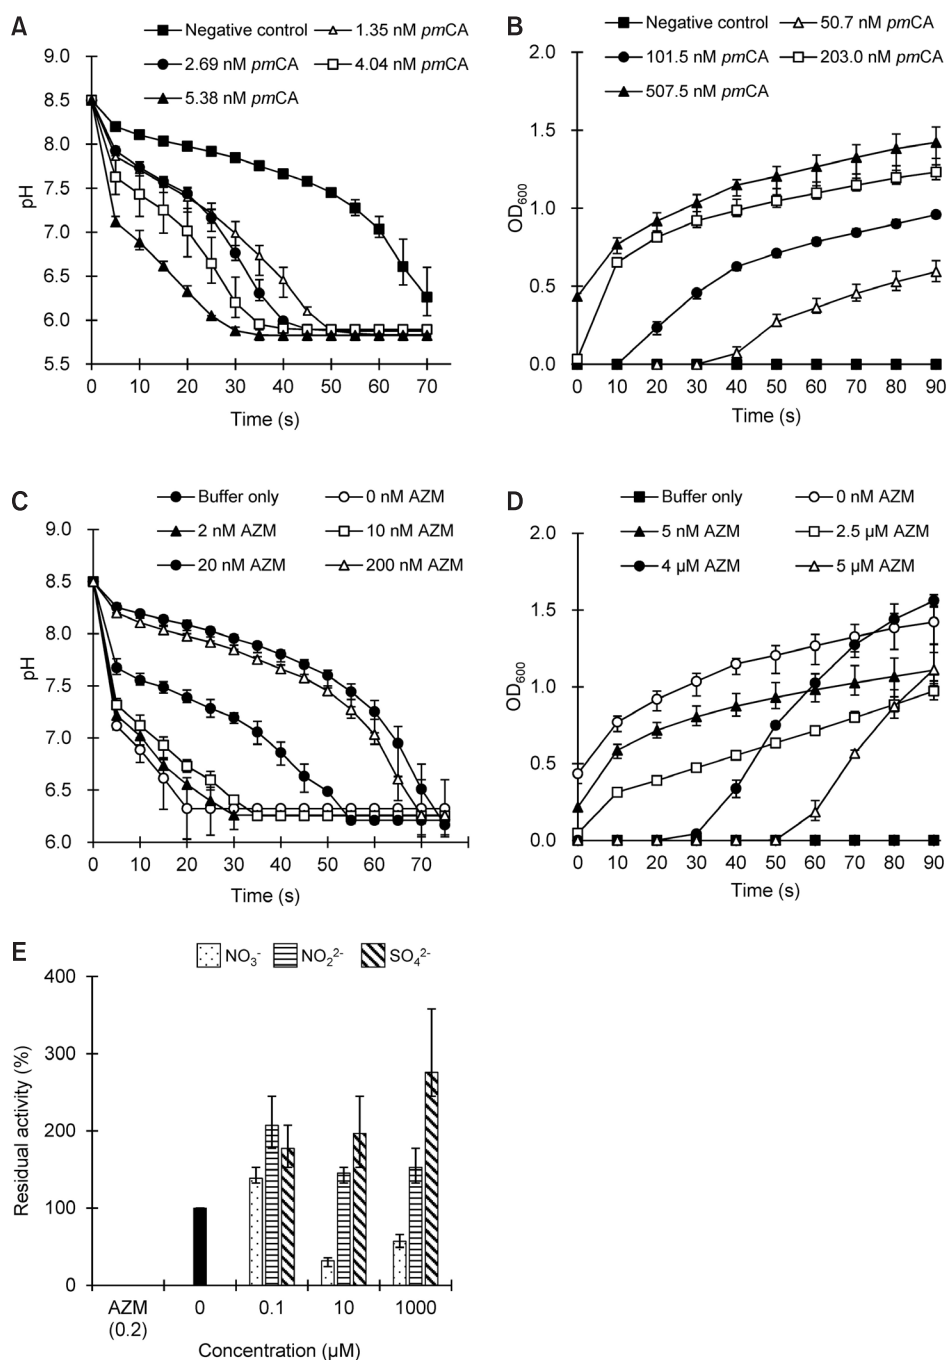 A
Negative control
1.35 nM pmCA
2.69 nM pmCA
4.04 nM pmCA
5.38 nM pmCA
9.0
8.5
8.0
7.5
7.0
6.5
6.0
5.5
pH
0 10 20 30 40 50 60 70
Time (s)
B
Negative control
50.7 nM pmCA
101.5 nM pmCA
203.0 nM pmCA
507.5 nM pmCA
2.0
1.5
1.0
0.5
0.0
OD₆₀₀
0 10 20 30 40 50 60 70 80 90
Time (s)
C
Buffer only
0 nM AZM
2 nM AZM
10 nM AZM
20 nM AZM
200 nM AZM
9.0
8.5
8.0
7.5
7.0
6.5
6.0
pH
0 10 20 30 40 50 60 70
Time (s)
D
Buffer only
0 nM AZM
5 nM AZM
2.5 µM AZM
4 µM AZM
5 µM AZM
2.0
1.5
1.0
0.5
0.0
OD₆₀₀
0 10 20 30 40 50 60 70 80 90
Time (s)
E
NO₃⁻
NO₂²⁻
SO₄²⁻
400
300
200
100
0
Residual activity (%)
AZM 0 0.1 10 1000
(0.2)
Concentration (µM)